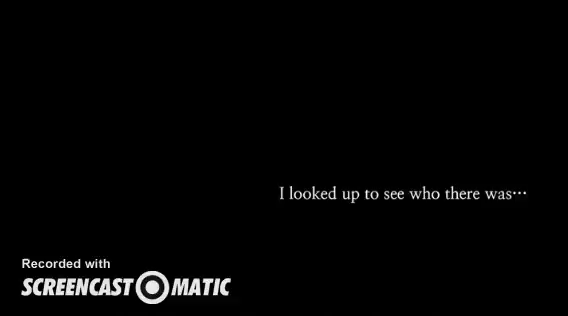 I looked up to see who there was⋯
Recorded with
SCREENCAST O MATIC